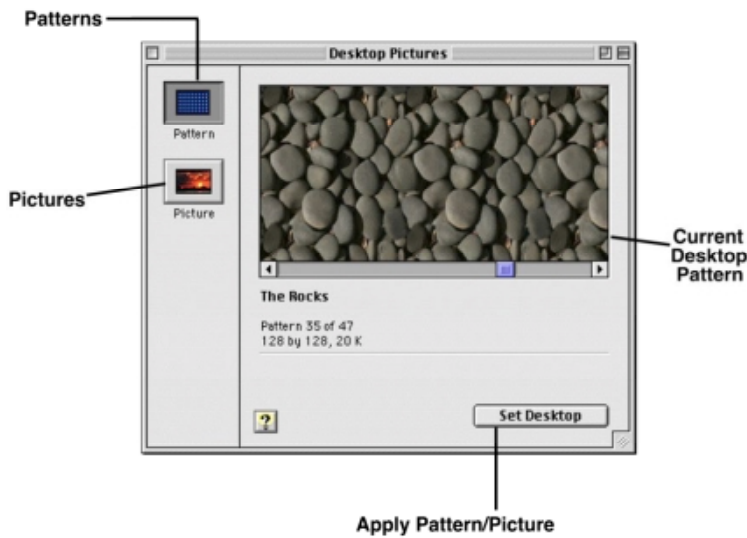 Patterns
Desktop Pictures
Pattern
Pictures
Picture
Current
Desktop
Pattern
The Rocks
Pattern 35 of 47
128 by 128, 20 K
?
Set Desktop
Apply Pattern/Picture